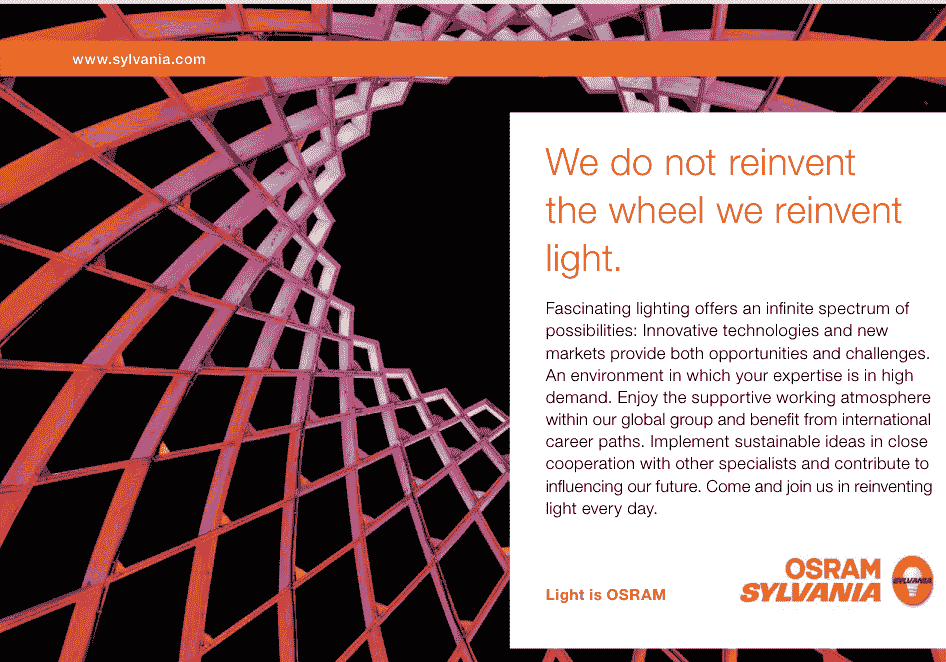 www.sylvania.com
We do not reinvent
the wheel we reinvent
light.
Fascinating lighting offers an infinite spectrum of
possibilities: Innovative technologies and new
markets provide both opportunities and challenges.
An environment in which your expertise is in high
demand. Enjoy the supportive working atmosphere
within our global group and benefit from international
career paths. Implement sustainable ideas in close
cooperation with other specialists and contribute to
influencing our future. Come and join us in reinventing
light every day.
Light is OSRAM
OSRAM
SYLVANIA
SYLVANIA